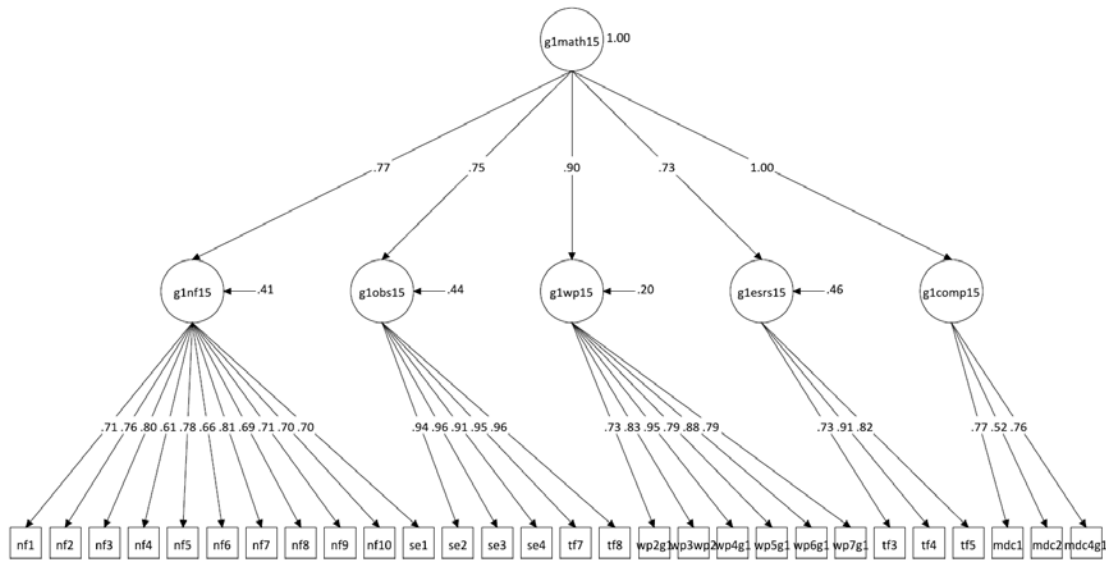 g1math15 1.00
.77 .75 .90 .73 1.00
g1nf15 .41 g1obs15 .44 g1wp15 .20 g1esrs15 .46 g1comp15
.71 .76 .80 .61 .78 .66 .81 .69 .71 .70 .70 .94 .96 .91 .95 .96 .73 .83 .95 .79 .88 .79 .73 .91 .82 .77 .52 .76
nf1 nf2 nf3 nf4 nf5 nf6 nf7 nf8 nf9 nf10 se1 se2 se3 se4 tf7 tf8 wp2g1 wp3wp2 wp4g1 wp5g1 wp6g1 wp7g1 tf3 tf4 tf5 mdc1 mdc2 mdc4g1